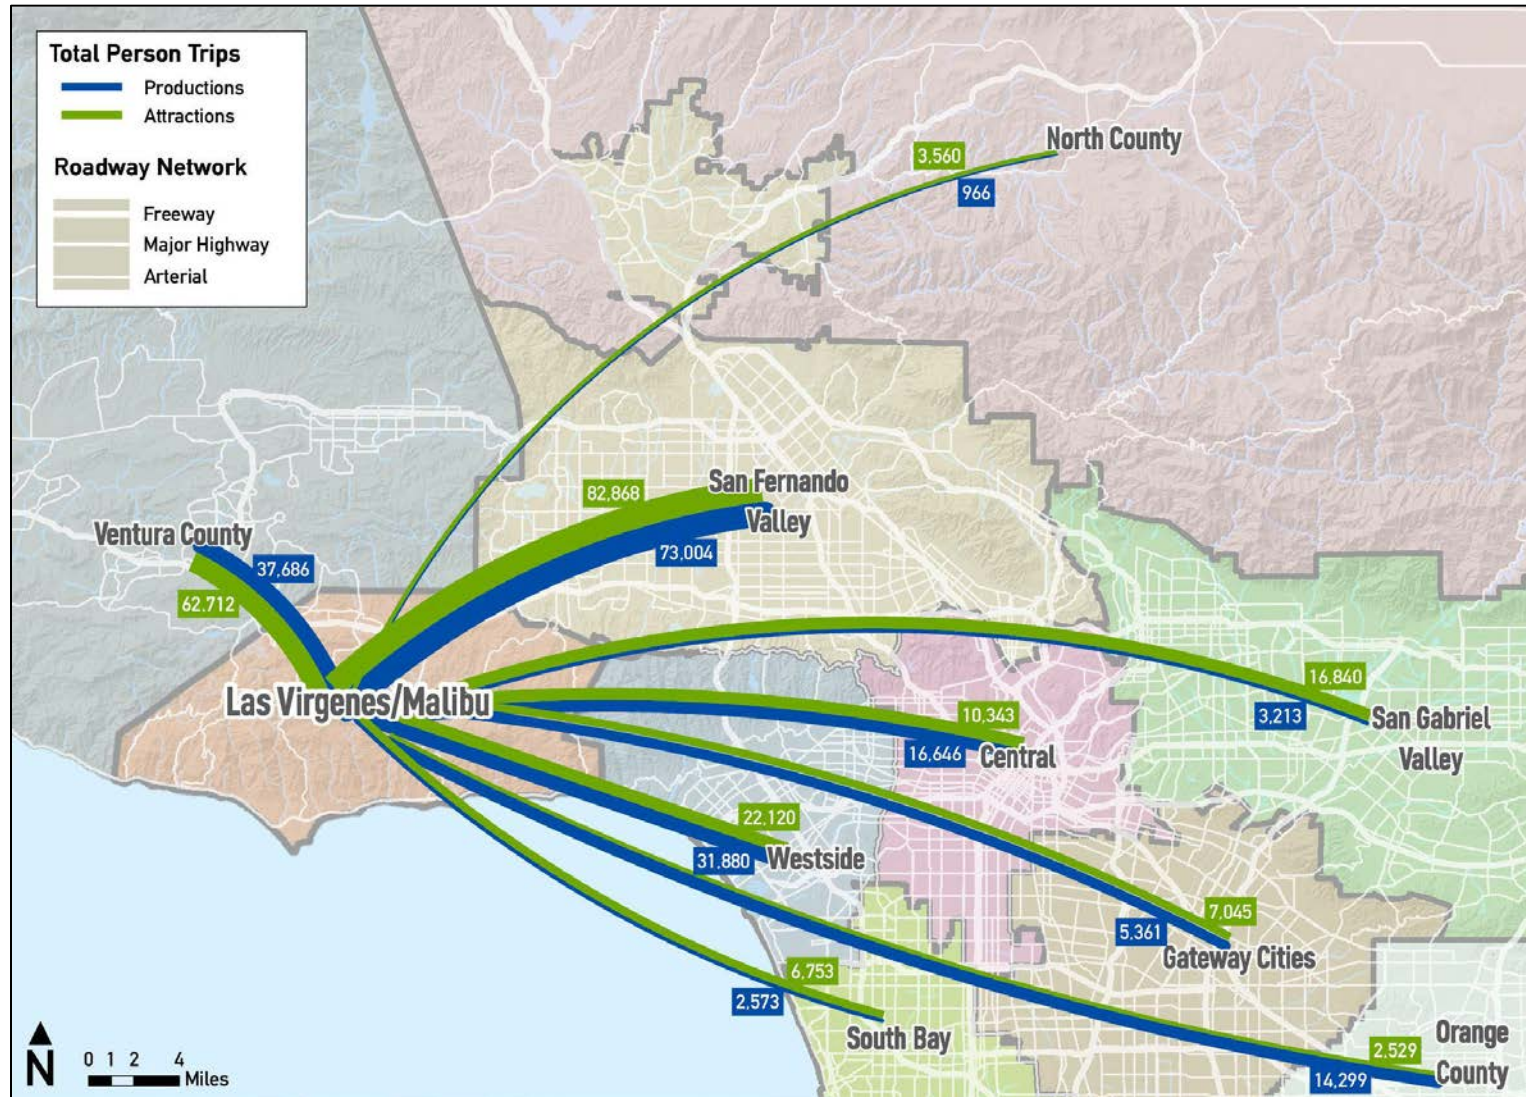 Total Person Trips
Productions
Attractions
Roadway Network
Freeway
Major Highway
Arterial
North County
3,560
966
San Fernando
Valley
82,868
73,004
Ventura County
37,686
62,712
Las Virgenes/Malibu
16,840
3,213
San Gabriel
Valley
10,343
16,646
Central
22,120
31,880
Westside
7,045
5,361
Gateway Cities
6,753
2,573
South Bay
Orange
County
2,529
14,299
N
0 1 2 4
Miles